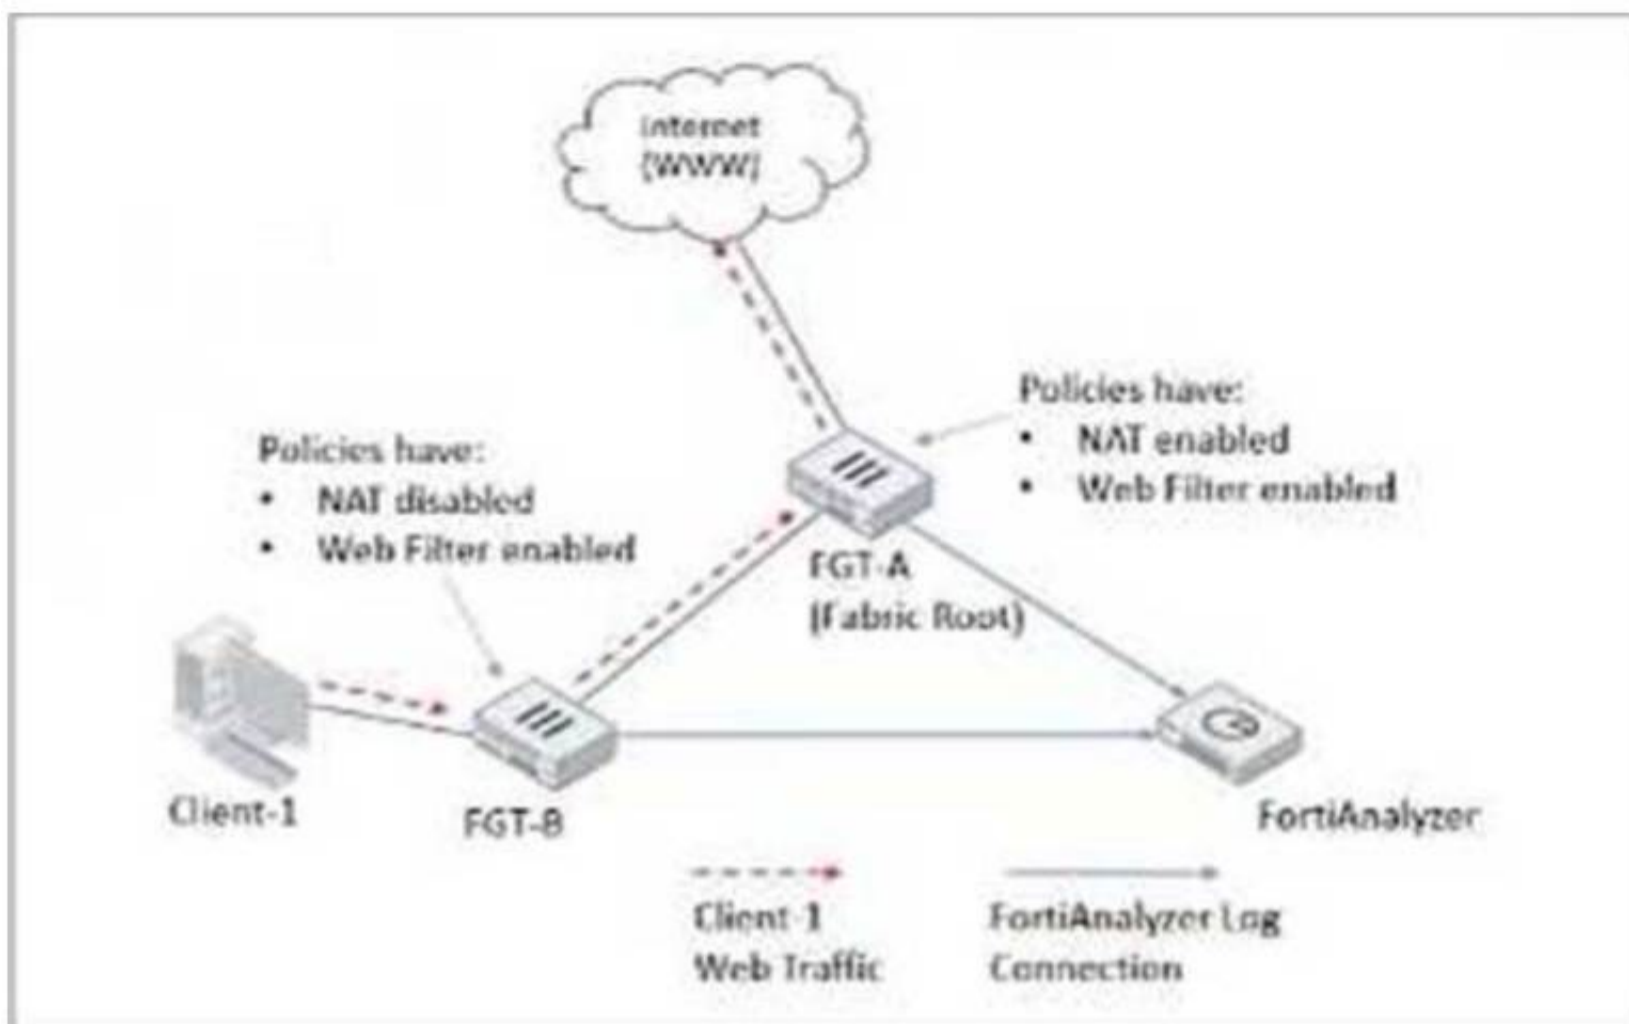 Internet
(WWW)
Policies have:
• NAT enabled
• Web Filter enabled
Policies have:
• NAT disabled
• Web Filter enabled
FGT-A
(Fabric Root)
Client-1
FGT-B
FortiAnalyzer
Client-1
Web Traffic
FortiAnalyzer Log
Connection